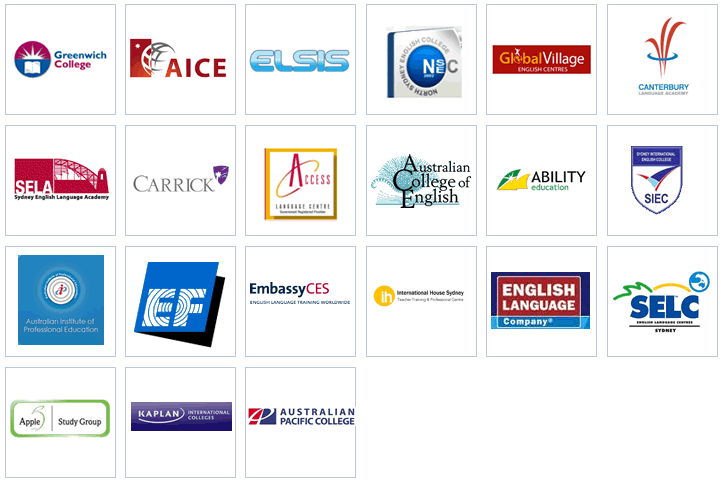 Greenwich
College
AICE
ELSIS
NORTH SYDNEY ENGLISH COLLEGE
GlobalVillage
ENGLISH CENTRES
CANTERBURY
LANGUAGE ACADEMY
SELA
Sydney English Language Academy
CARRICK
ACCESS
LANGUAGE CENTRE
Government Registered Provider
Australian
College of
English
ABILITY
education
SYDNEY INTERNATIONAL
ENGLISH COLLEGE
SIEC
Australian Institute of
Professional Education
EF
EmbassyCES
ENGLISH LANGUAGE TRAINING WORLDWIDE
ih
International House Sydney
Teacher Training & Professional Centre
ENGLISH
LANGUAGE
Company®
SELC
ENGLISH LANGUAGE CENTRES
SYDNEY
Apple
Study Group
KAPLAN
INTERNATIONAL
COLLEGES
AUSTRALIAN
PACIFIC COLLEGE